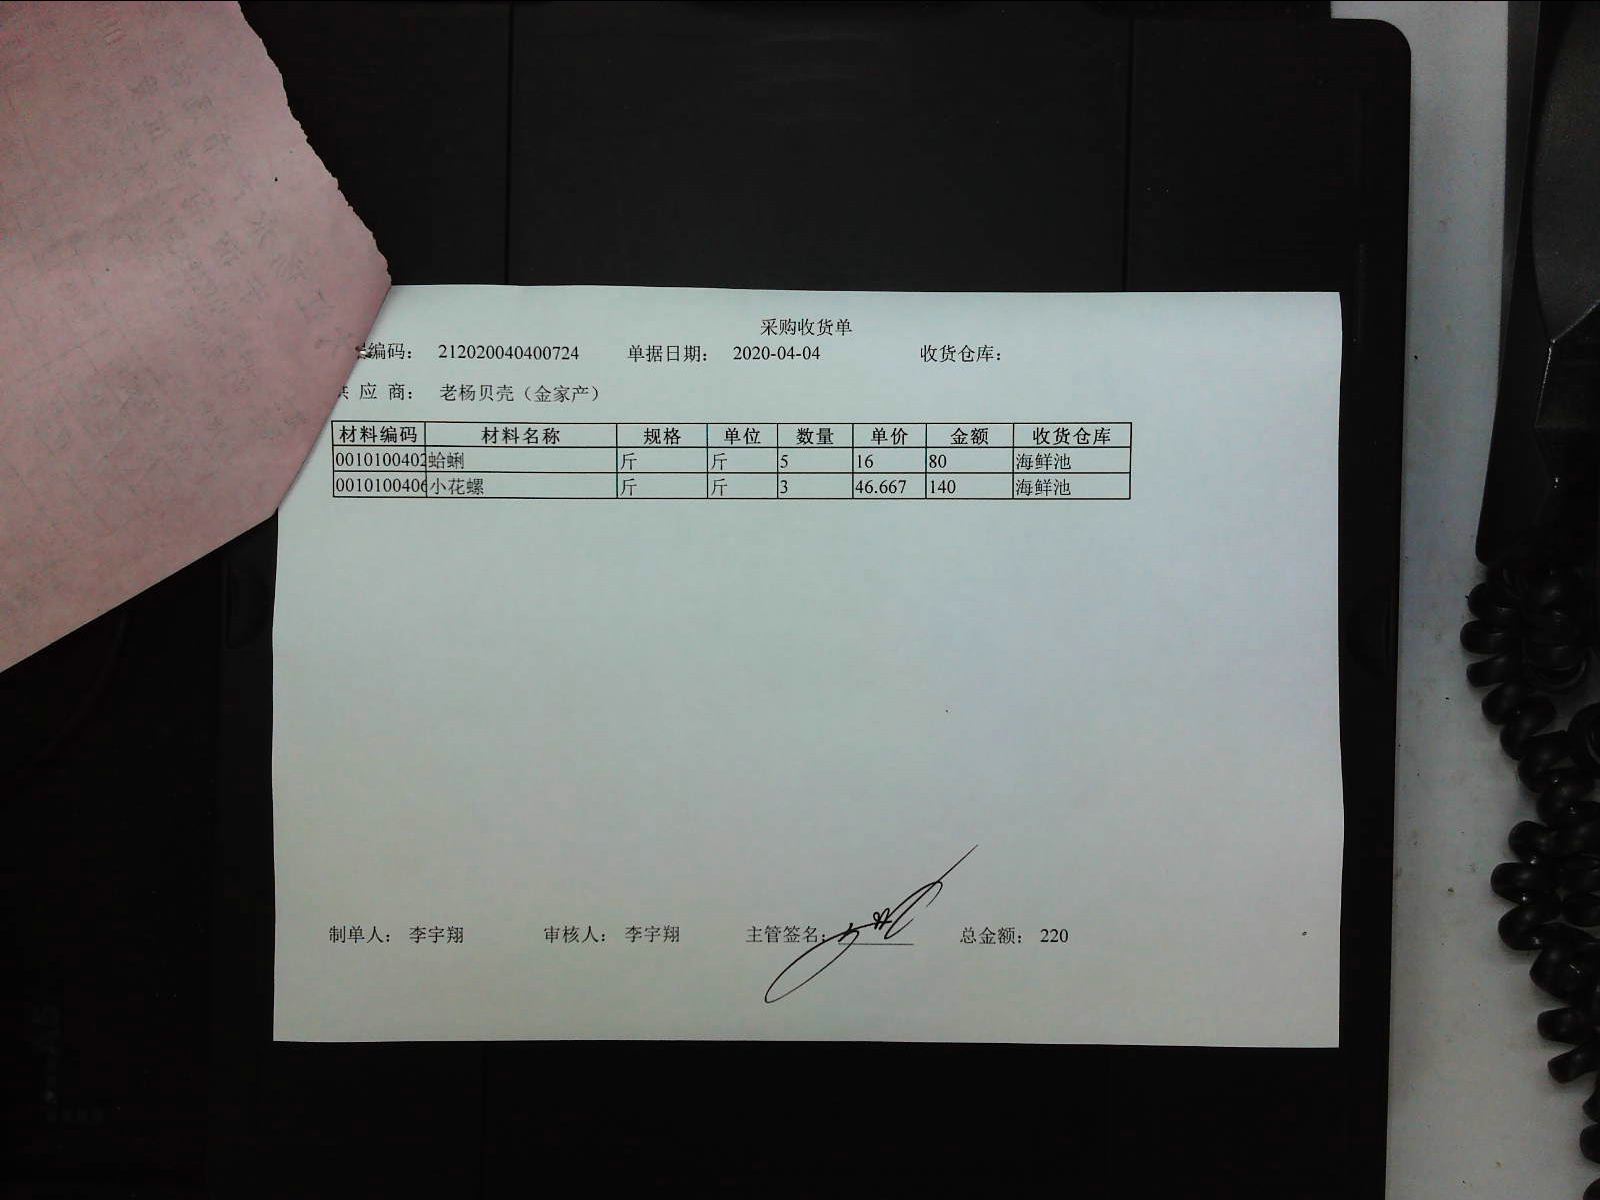 采购收货单
编码： 212020040400724 单据日期： 2020-04-04 收货仓库：
应 商： 老杨贝壳（金家产）
材料编码 材料名称 规格 单位 数量 单价 金额 收货仓库
0010100402 蛤蜊 斤 斤 5 16 80 海鲜池
0010100406 小花螺 斤 斤 3 46.667 140 海鲜池
制单人： 李宇翔 审核人： 李宇翔 主管签名： 总金额： 220